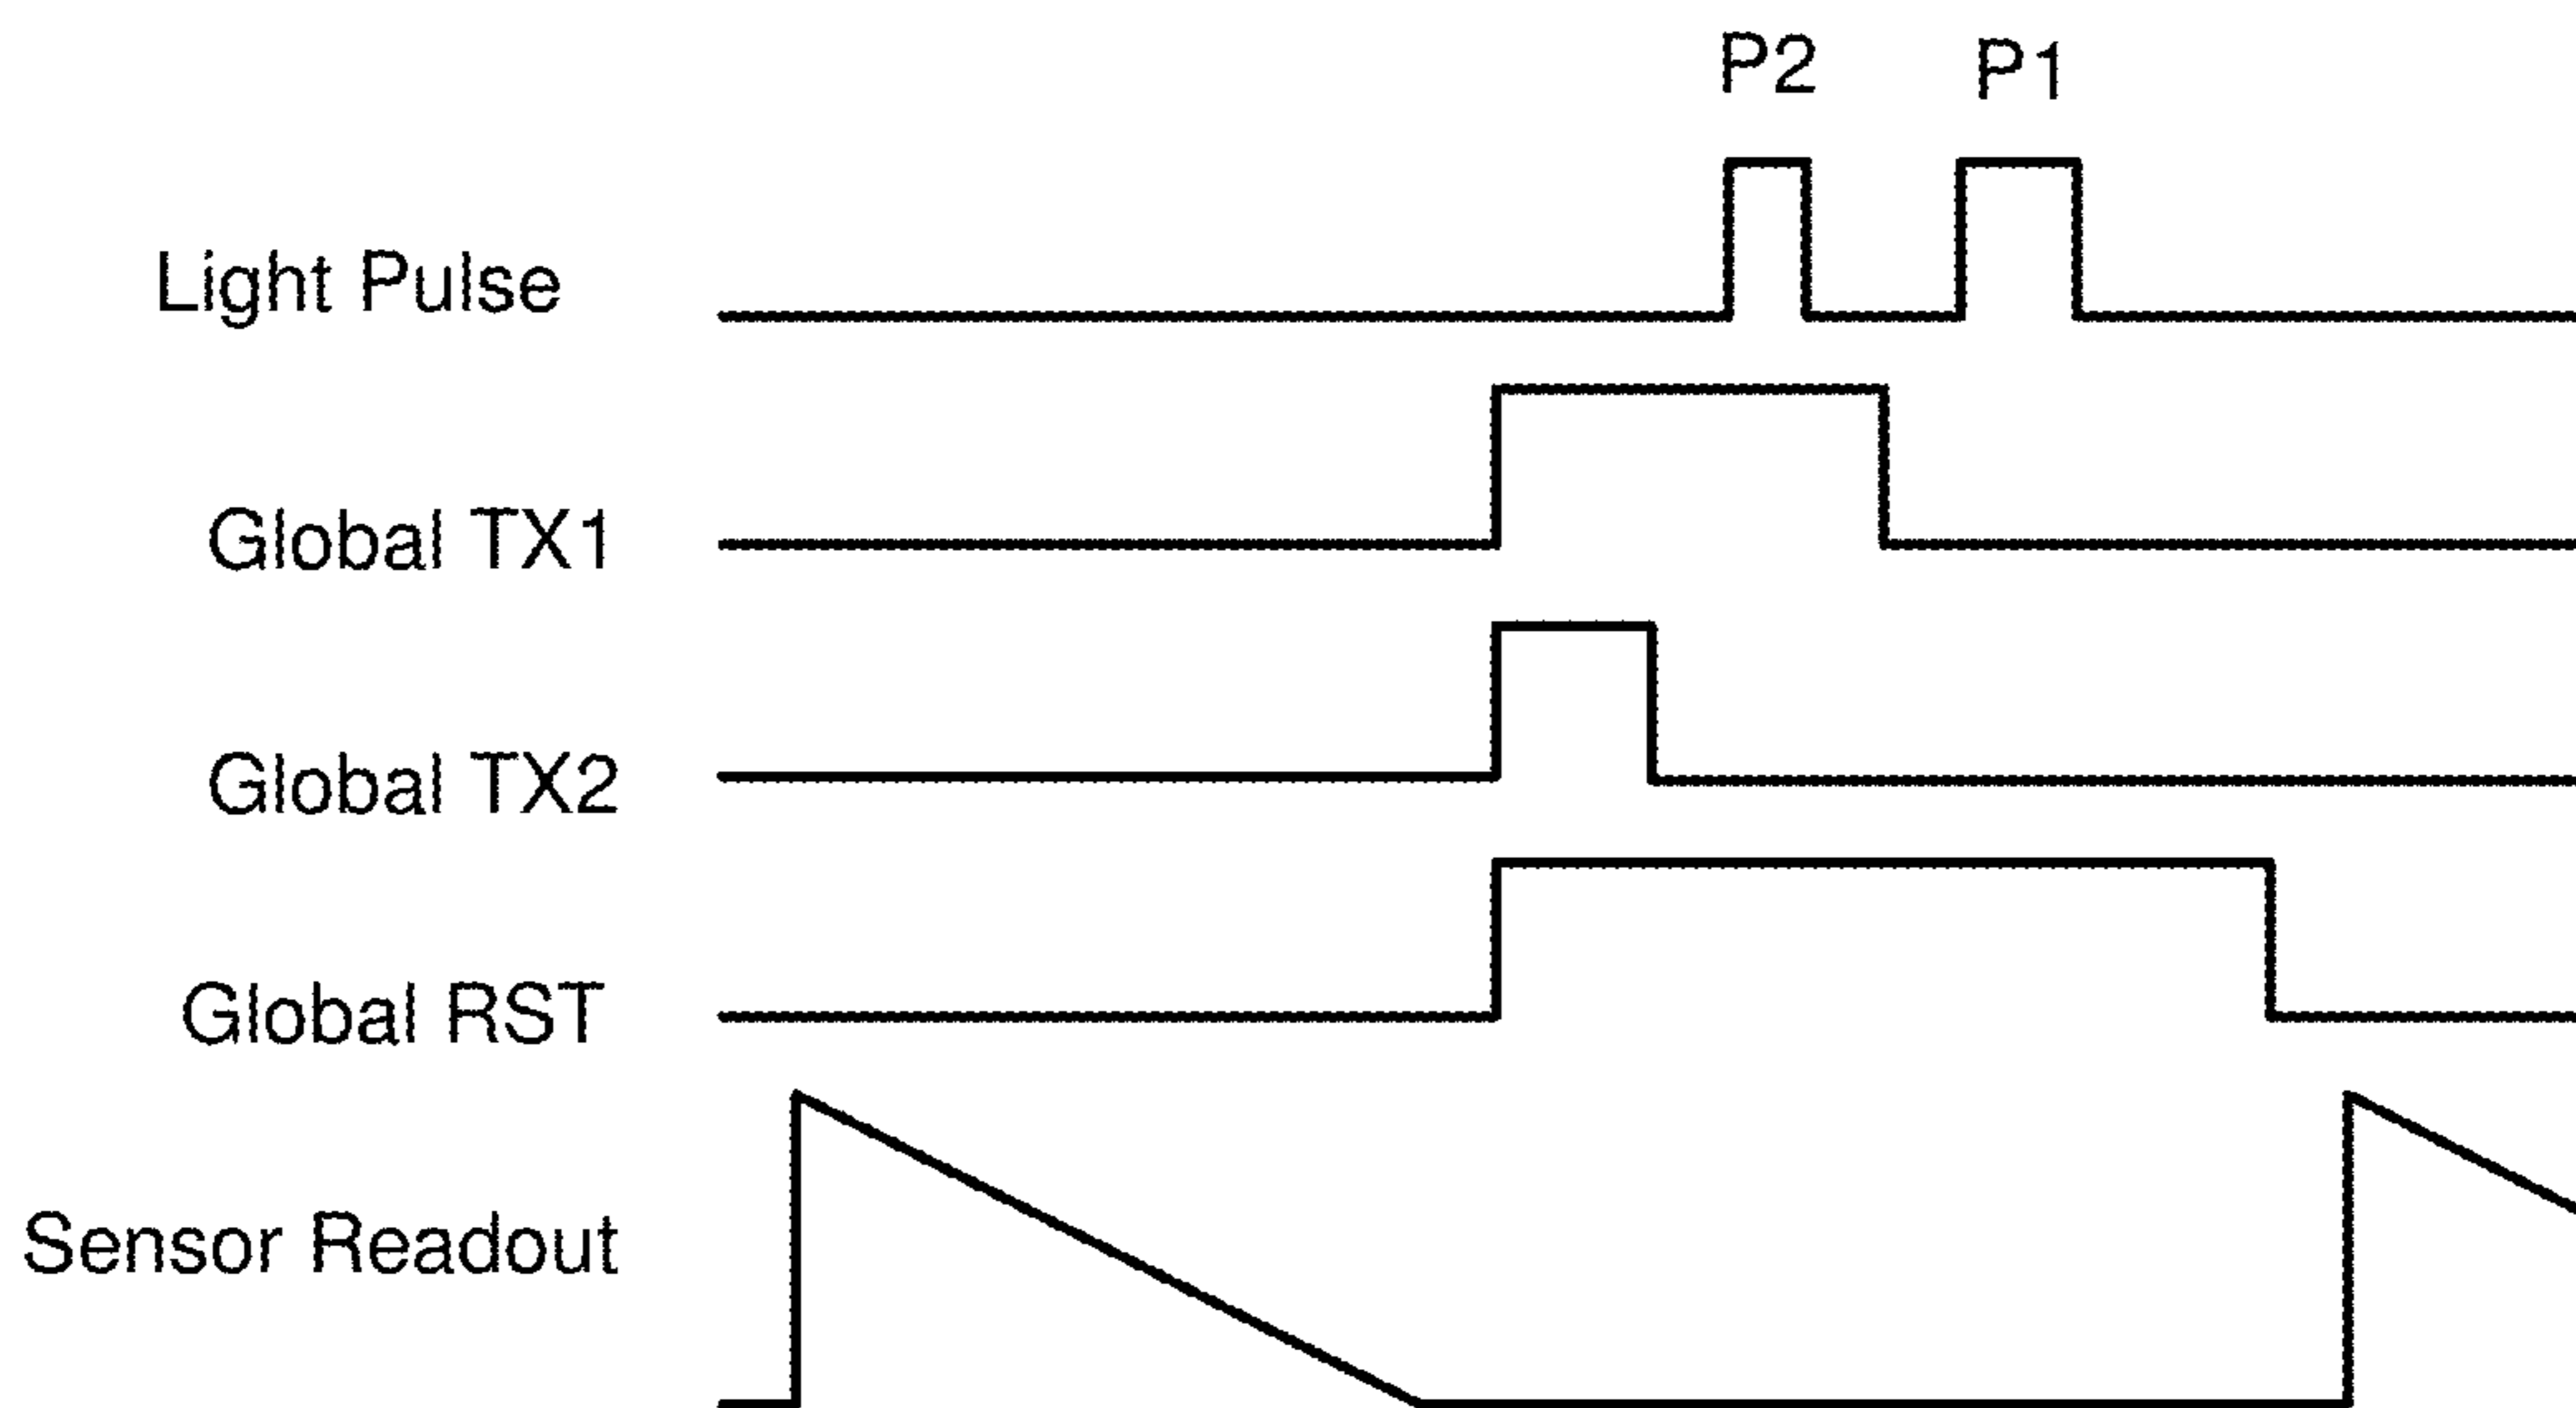 P2 P1
Light Pulse
Global TX1
Global TX2
Global RST
Sensor Readout